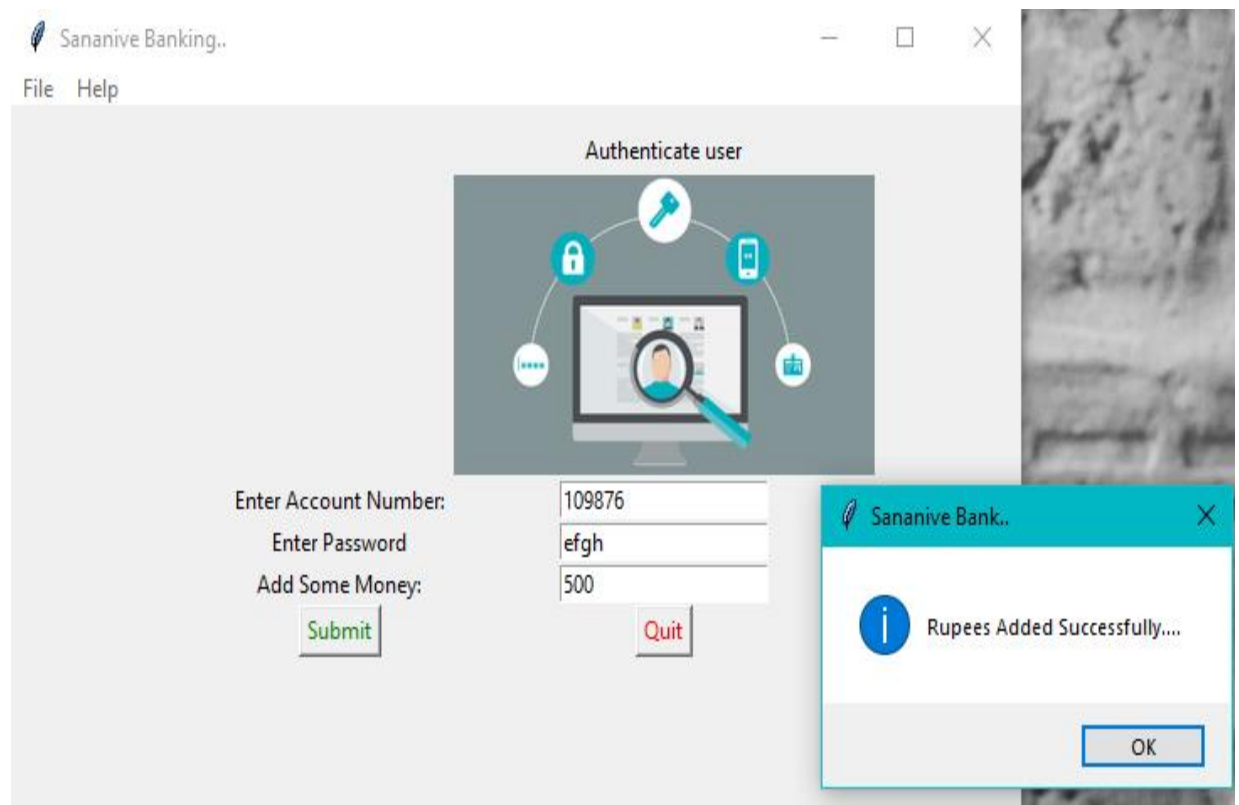 Sananive Banking..
File Help
Authenticate user
Enter Account Number: 109876
Enter Password efgh
Add Some Money: 500
Submit Quit
Sananive Bank..
Rupees Added Successfully....
OK